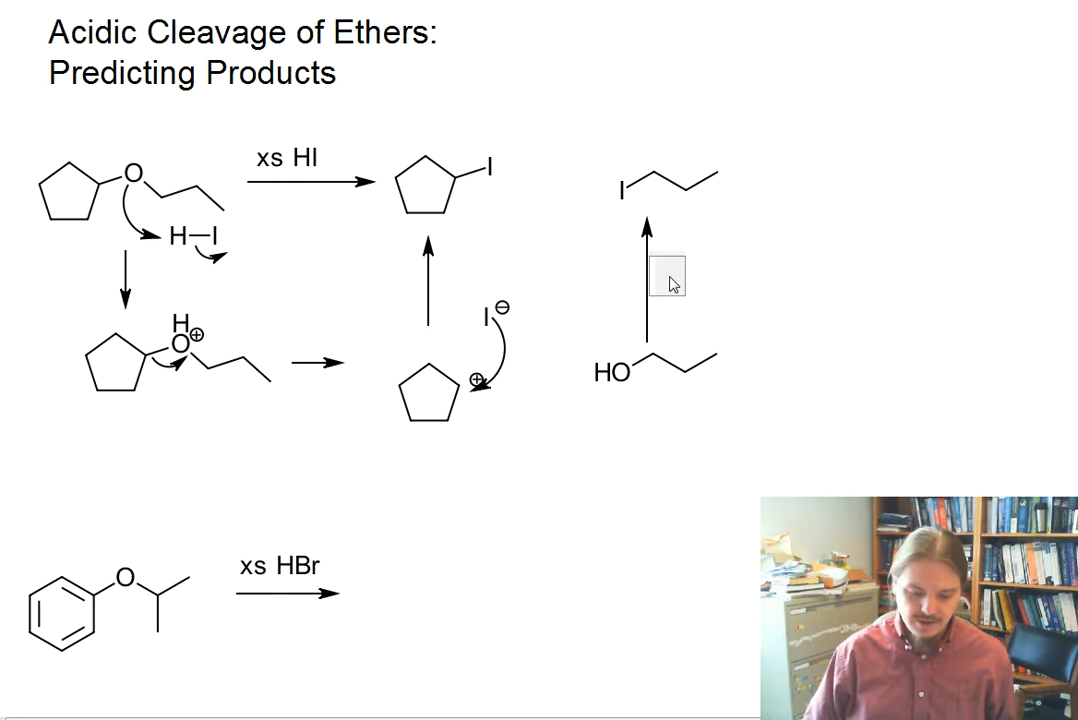 Acidic Cleavage of Ethers:
Predicting Products
O
xs HI
I
I
H—I
H
O⊕
I⊖
⊕
HO
O
xs HBr